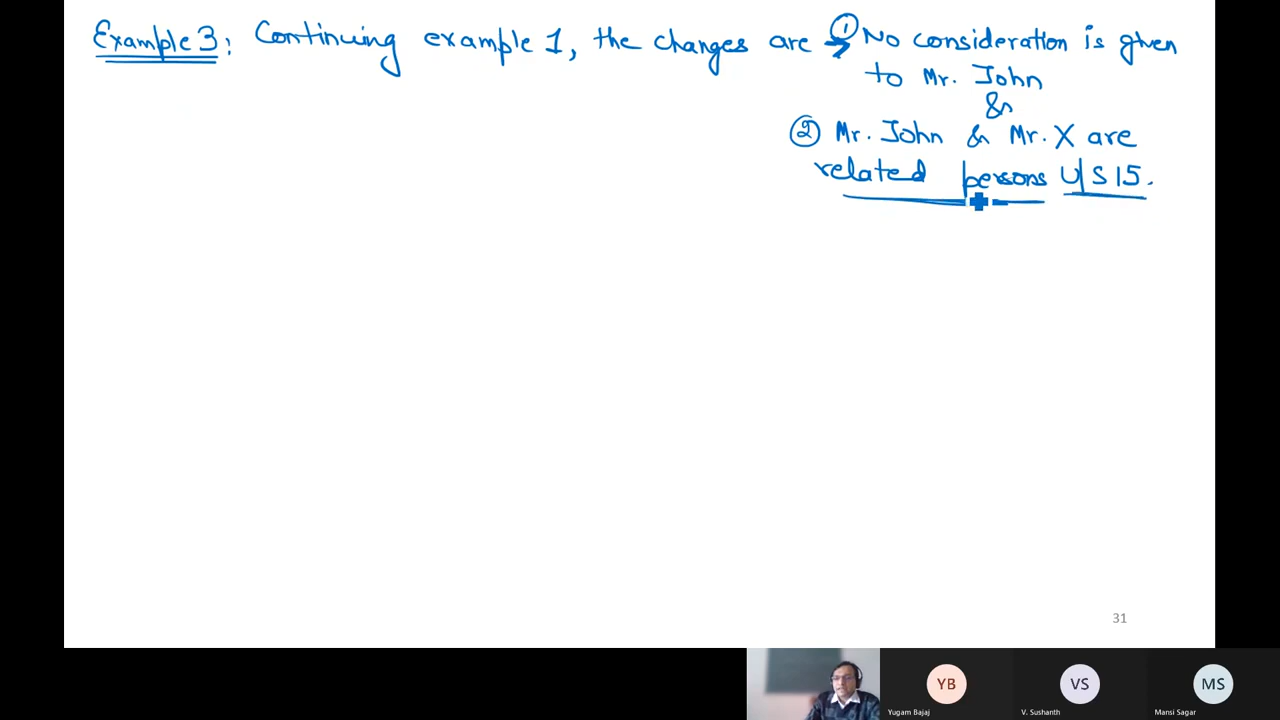 Example 3: Continuing example 1, the changes are → ① No consideration is given
to Mr. John
&
② Mr. John & Mr. X are
related persons U/S 15.
31
YB
VS
MS
Yugam Bajaj
V. Sushanth
Mansi Sagar